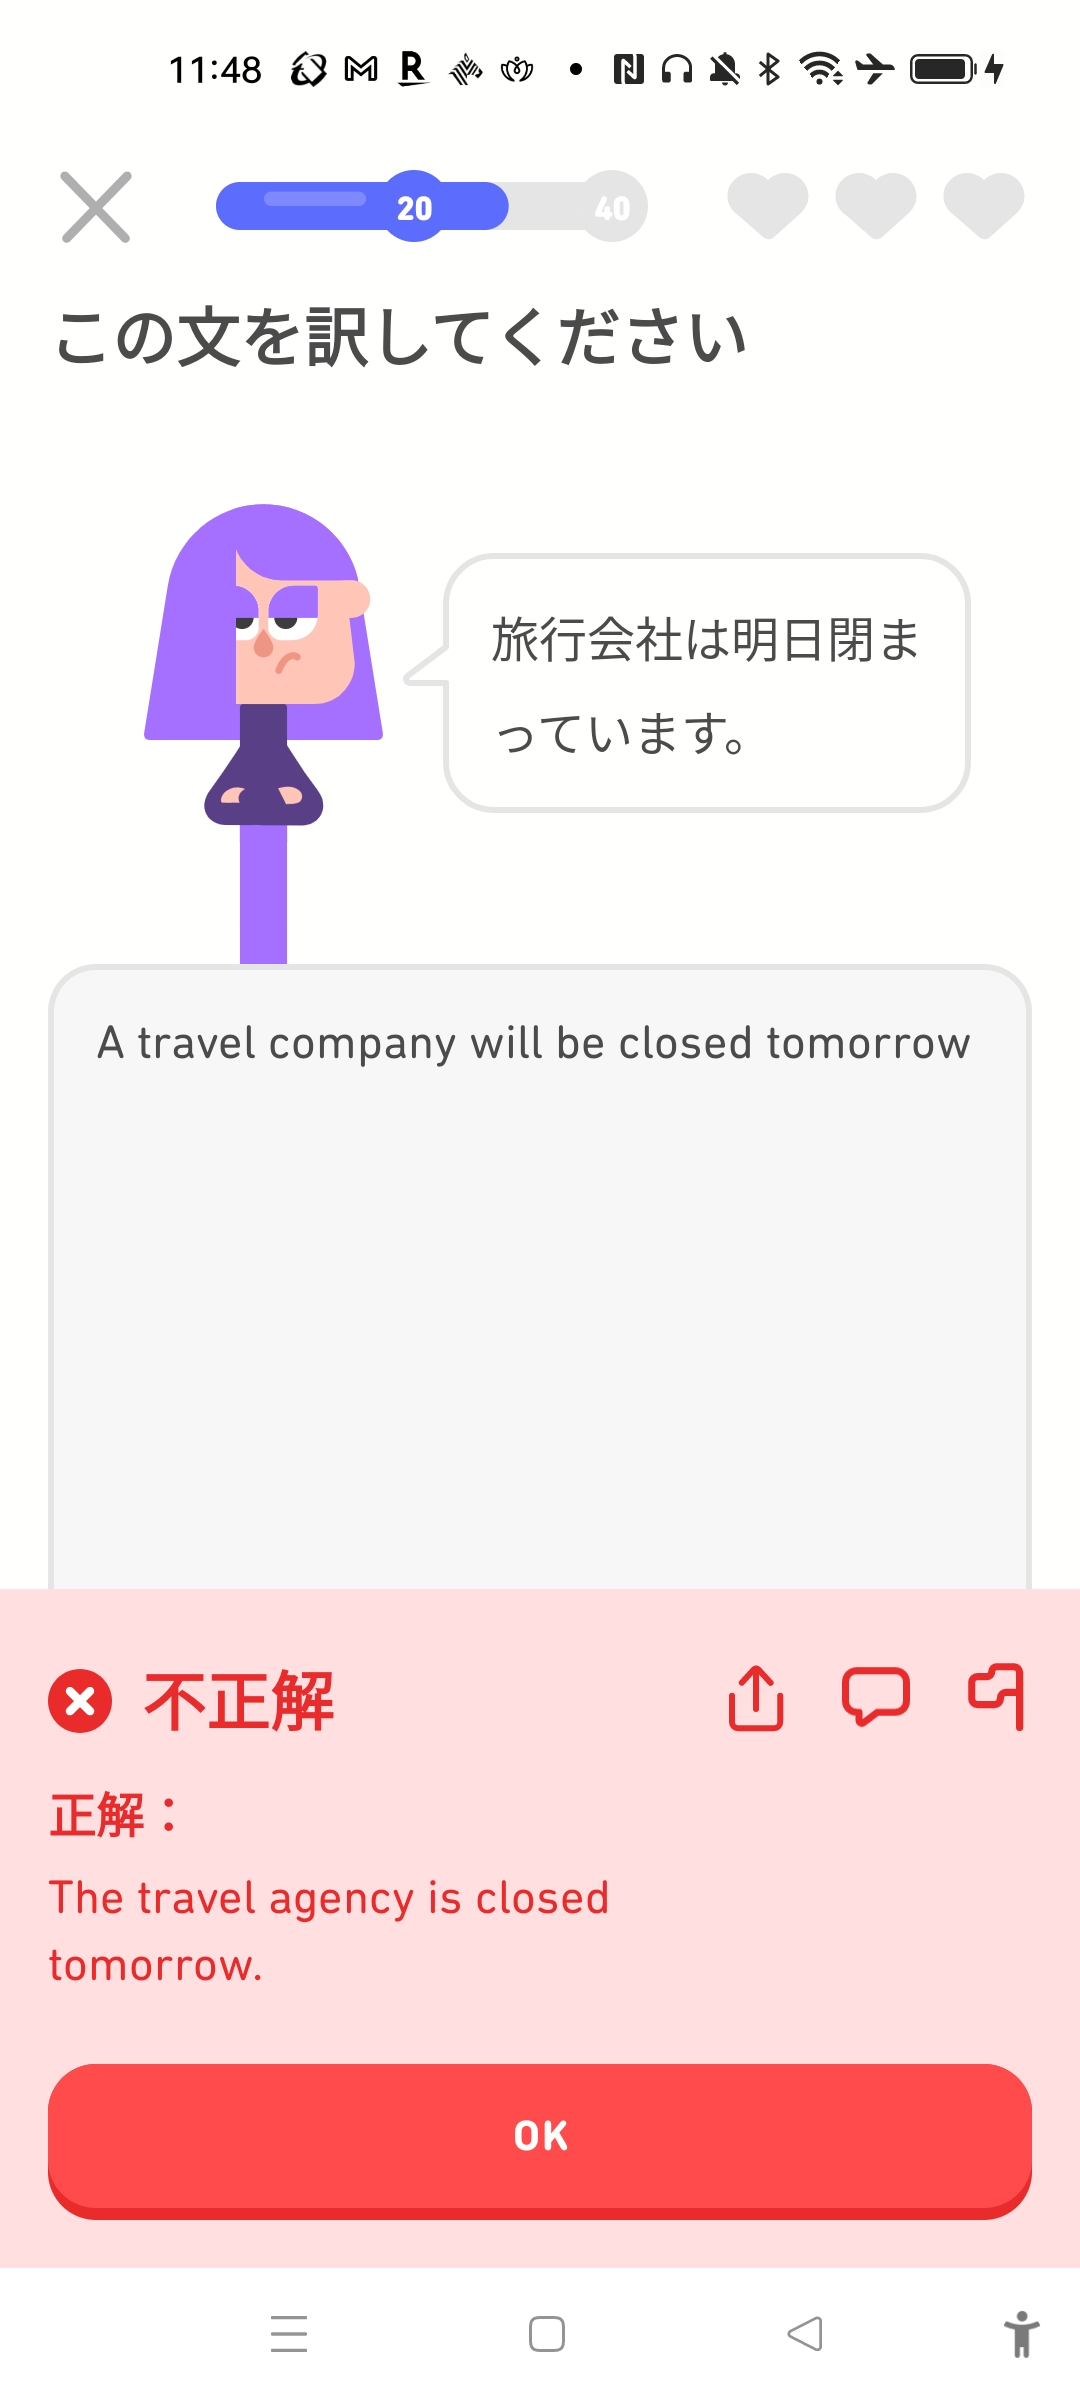 11:48
20
40
この文を訳してください
旅行会社は明日閉ま
っています。
A travel company will be closed tomorrow
不正解
正解：
The travel agency is closed
tomorrow.
OK